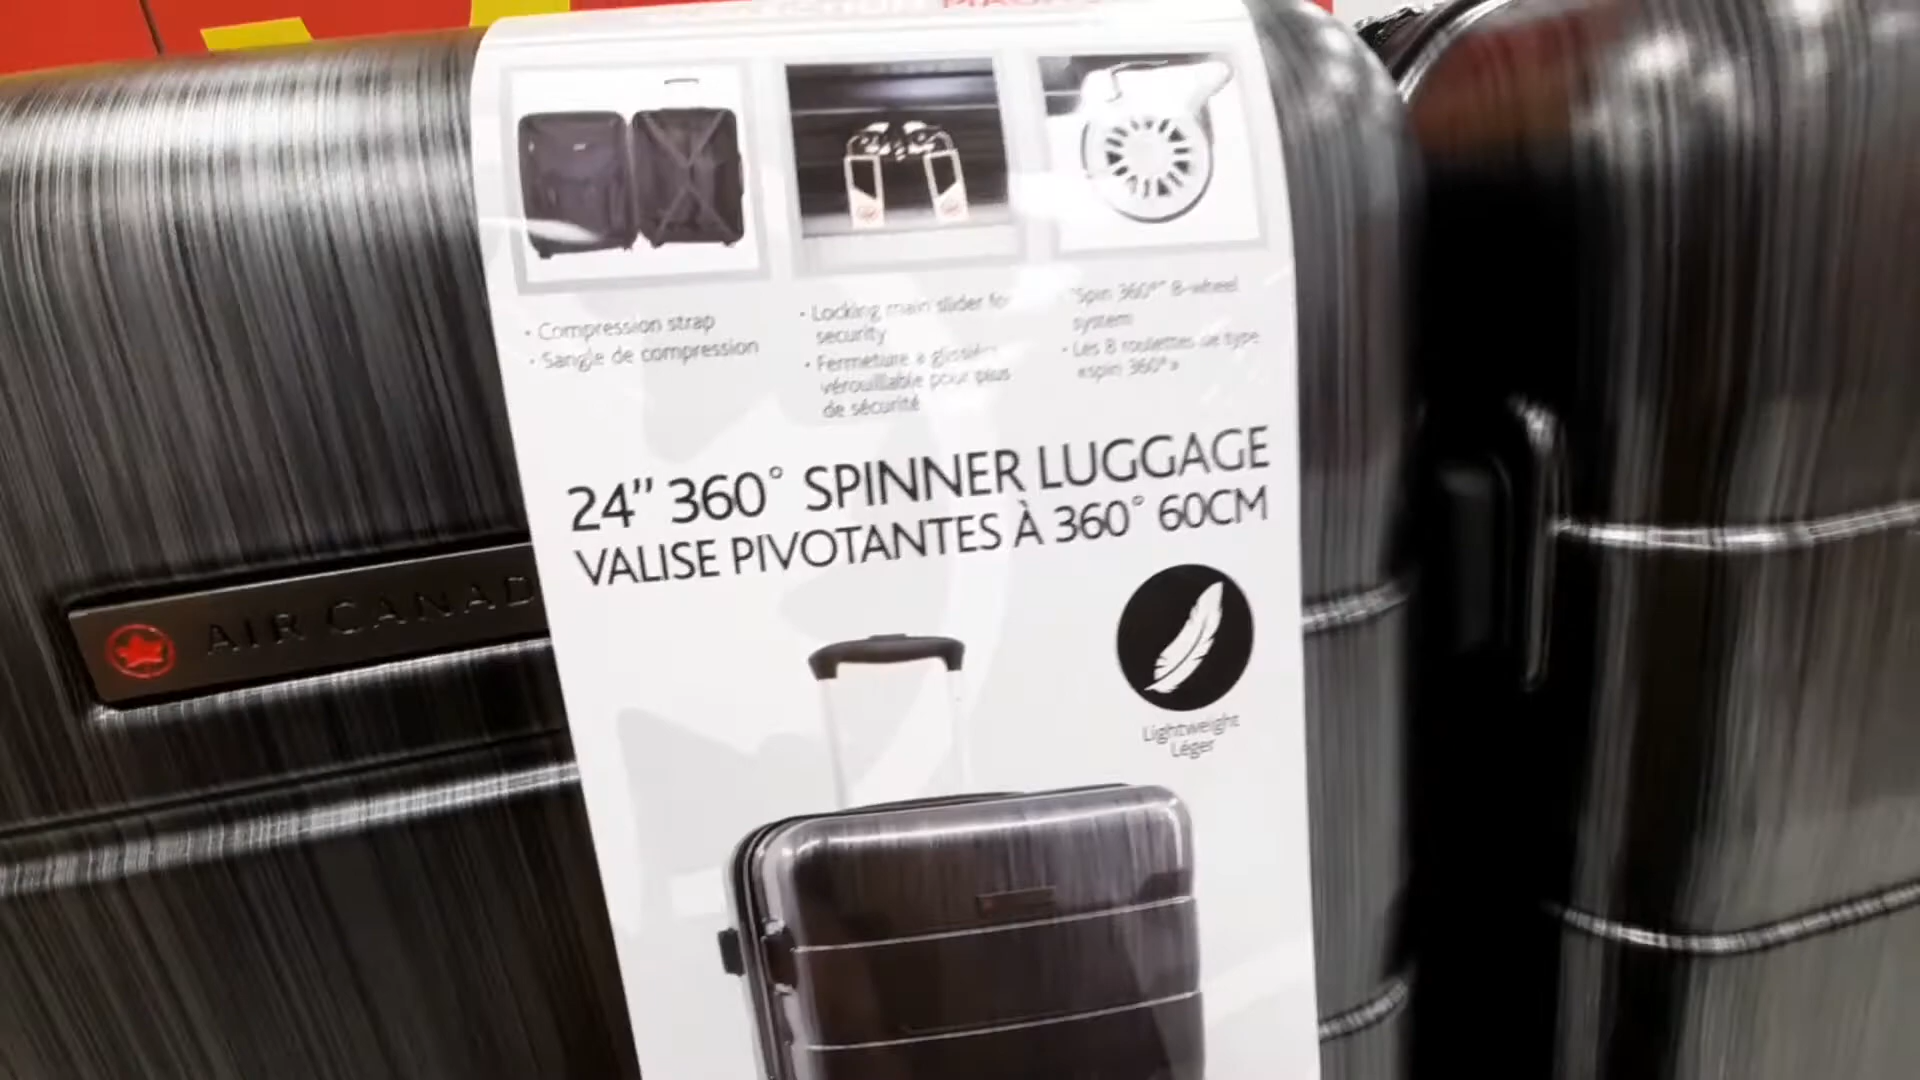 • Compression strap
• Sangle de compression
• Locking main slider for
security
• Fermeture à glissière
verouillable pour plus
de sécurité
"Spin 360°" 8-wheel
system
• Les 8 roulettes de type
«spin 360°»
24" 360° SPINNER LUGGAGE
VALISE PIVOTANTES À 360° 60CM
AIR CANAD
Lightweight
Léger